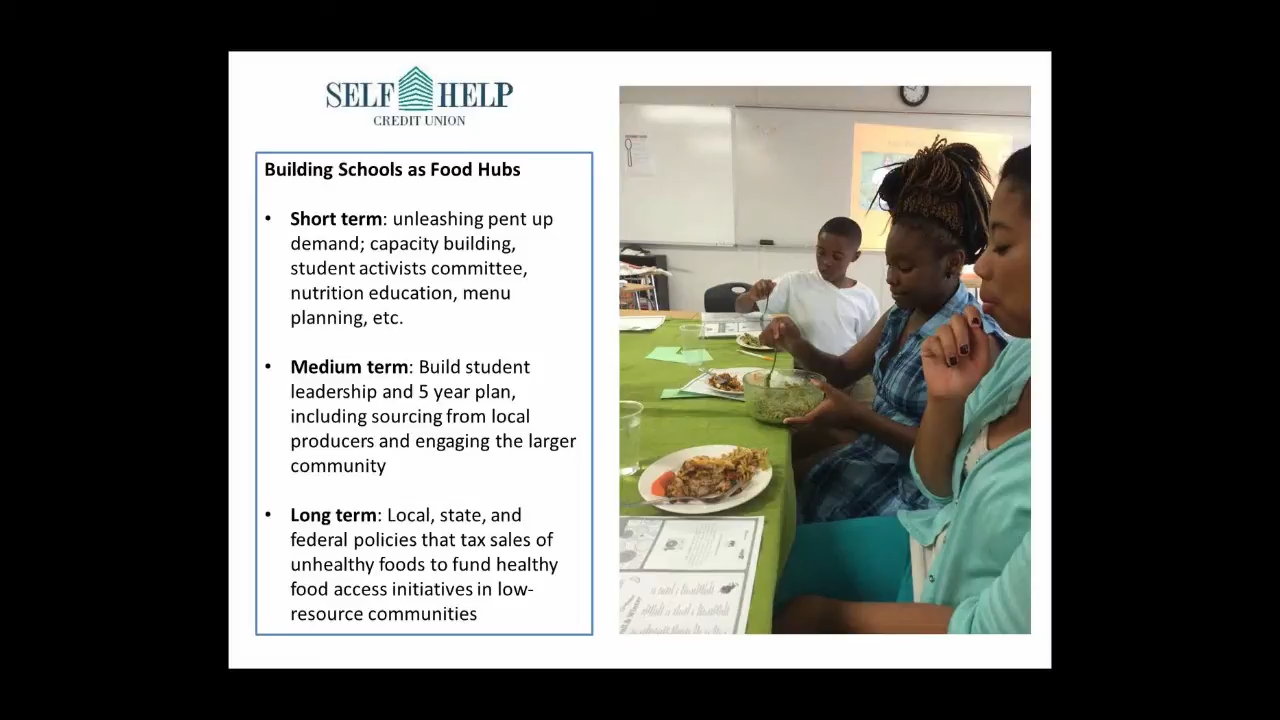 SELF HELP
CREDIT UNION
Building Schools as Food Hubs
• Short term: unleashing pent up
demand; capacity building,
student activists committee,
nutrition education, menu
planning, etc.
• Medium term: Build student
leadership and 5 year plan,
including sourcing from local
producers and engaging the larger
community
• Long term: Local, state, and
federal policies that tax sales of
unhealthy foods to fund healthy
food access initiatives in low-
resource communities